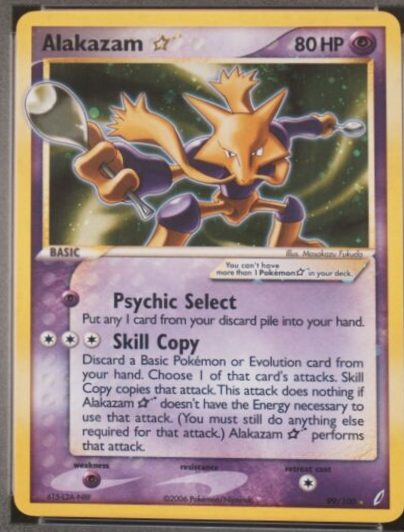 Alakazam ☆ 80 HP
BASIC
Illus. Masakazu Fukuda
You can't have
more than 1 Pokémon☆ in your deck.
Psychic Select
Put any 1 card from your discard pile into your hand.
Skill Copy
Discard a Basic Pokémon or Evolution card from
your hand. Choose 1 of that card's attacks. Skill
Copy copies that attack. This attack does nothing if
Alakazam ☆ doesn't have the Energy necessary to
use that attack. (You must still do anything else
required for that attack.) Alakazam ☆ performs
that attack.
weakness resistance retreat cost
©2006 Pokémon/Nintendo 99/100